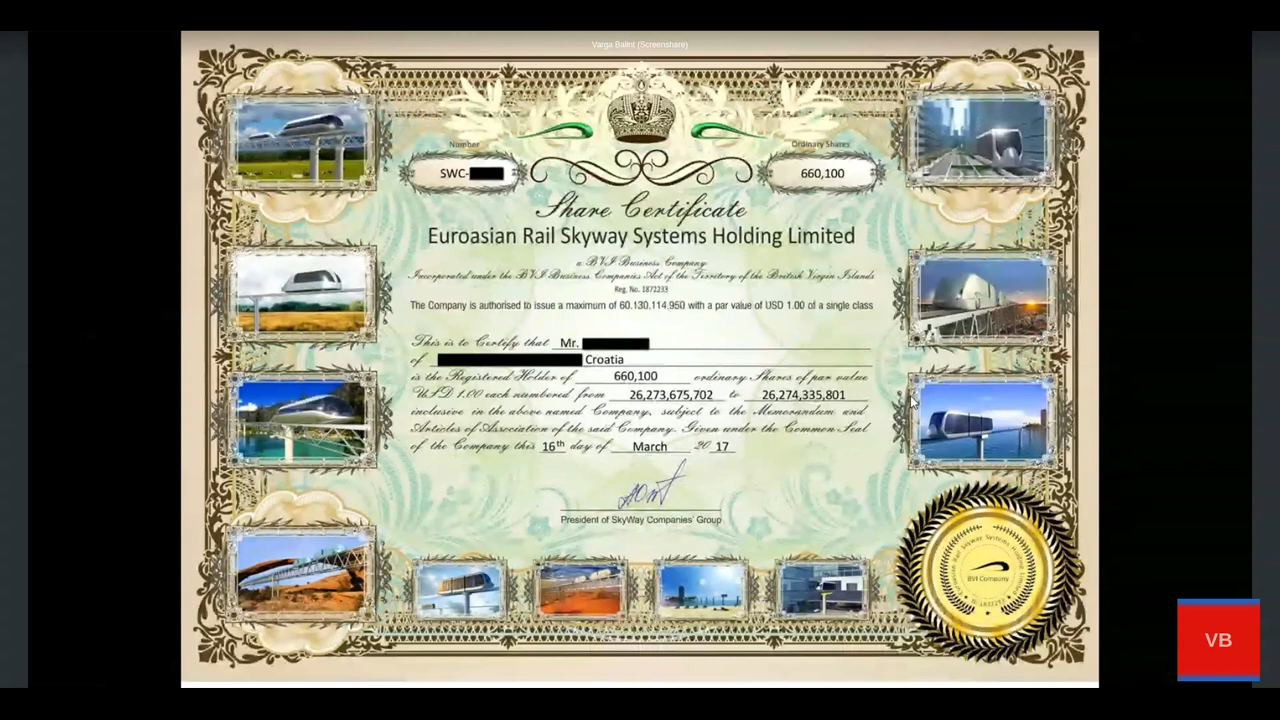 Varga Balint (Screenshare)
Number
Ordinary Shares
SWC-
660,100
Share Certificate
Euroasian Rail Skyway Systems Holding Limited
a BVI Business Company
Incorporated under the BVI Business Companies Act of the Territory of the British Virgin Islands
Reg. No. 1872233
The Company is authorised to issue a maximum of 60.130.114.950 with a par value of USD 1.00 of a single class
This is to Certify that Mr.
of Croatia
is the Registered Holder of 660,100 ordinary Shares of par value
USD 1.00 each numbered from 26,273,675,702 to 26,274,335,801
inclusive in the above named Company, subject to the Memorandum and
Articles of Association of the said Company. Given under the Common Seal
of the Company this 16th day of March 20 17
President of SkyWay Companies' Group
BVI Company
VB